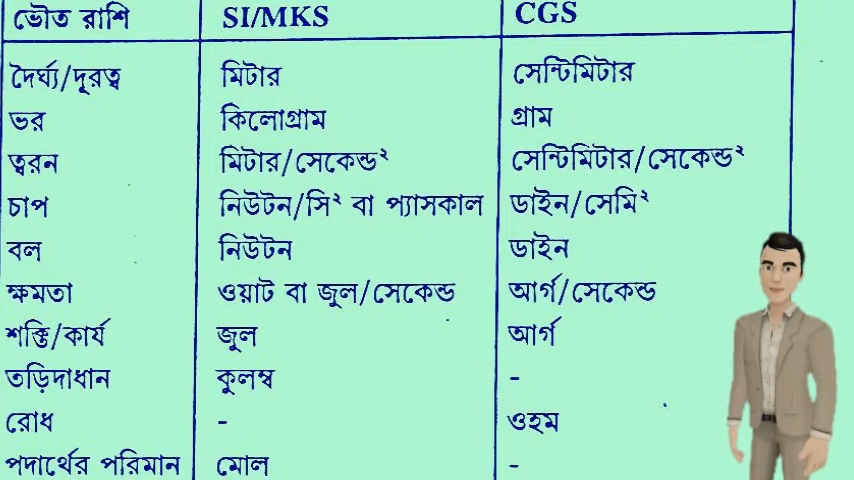 ভৌত রাশি SI/MKS CGS
দৈর্ঘ্য/দূরত্ব মিটার সেন্টিমিটার
ভর কিলোগ্রাম গ্রাম
ত্বরন মিটার/সেকেন্ড² সেন্টিমিটার/সেকেন্ড²
চাপ নিউটন/সি² বা প্যাসকাল ডাইন/সেমি²
বল নিউটন ডাইন
ক্ষমতা ওয়াট বা জুল/সেকেন্ড আর্গ/সেকেন্ড
শক্তি/কার্য জুল আর্গ
তড়িদাধান কুলম্ব -
রোধ - ওহম
পদার্থের পরিমান মোল -